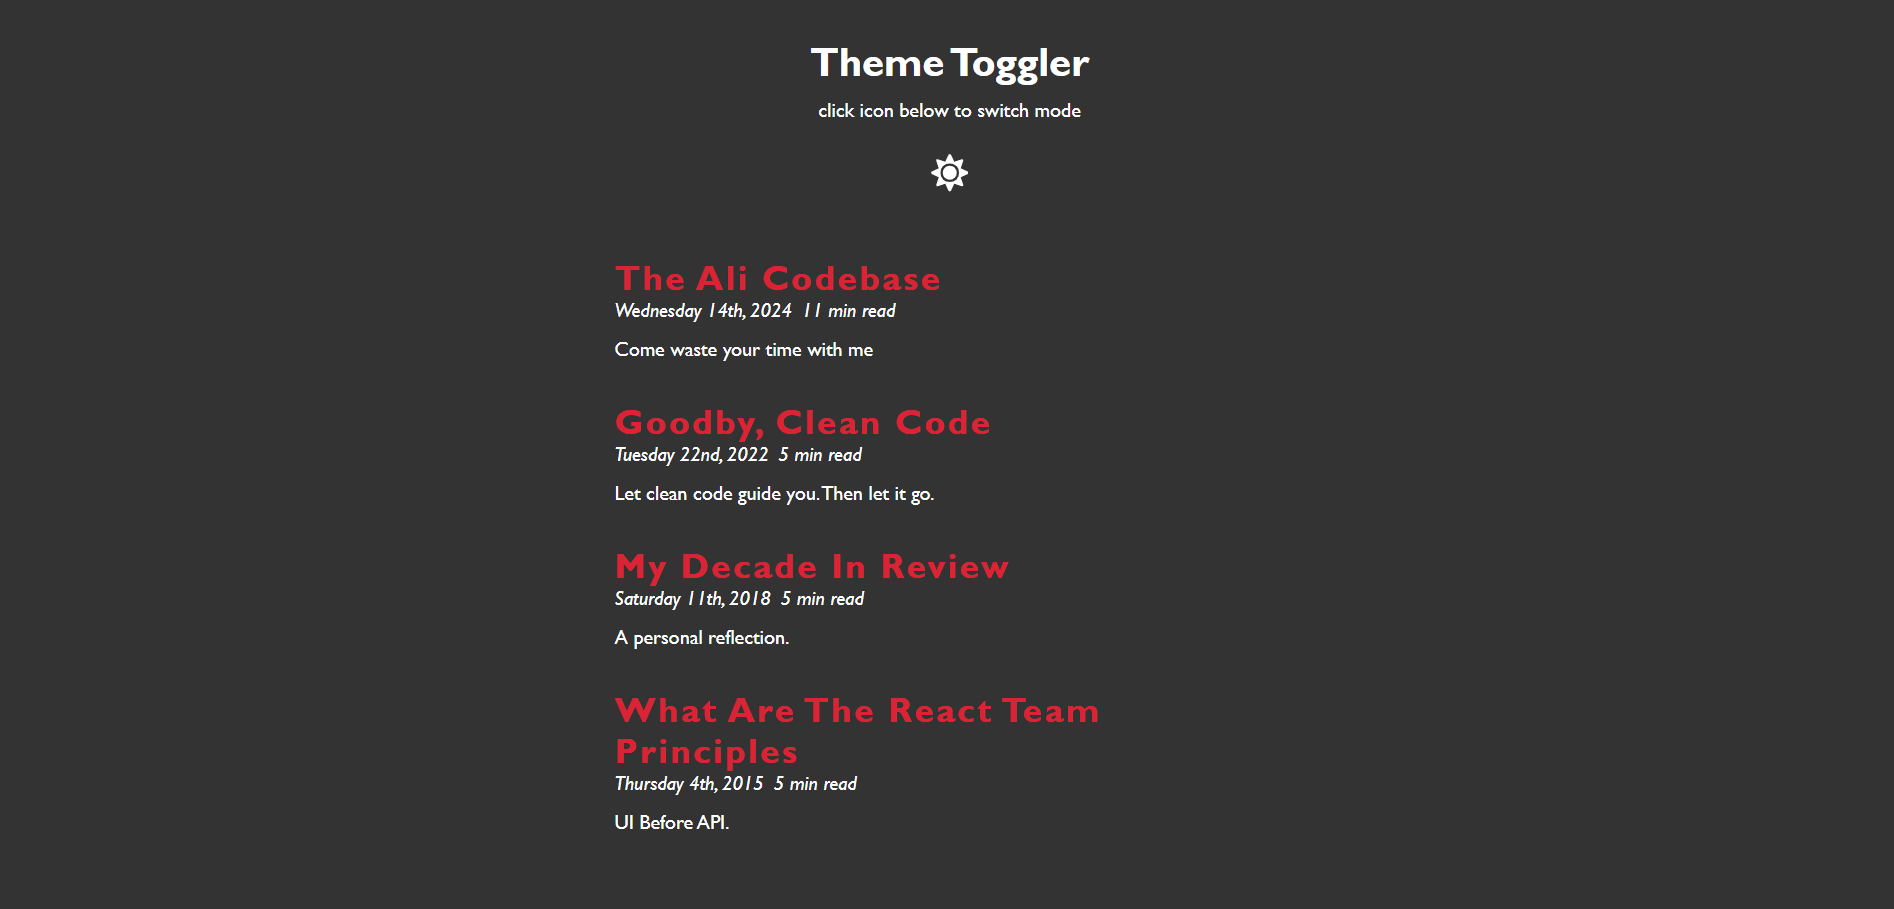 Theme Toggler
click icon below to switch mode
The Ali Codebase
Wednesday 14th, 2024 11 min read
Come waste your time with me
Goodby, Clean Code
Tuesday 22nd, 2022 5 min read
Let clean code guide you. Then let it go.
My Decade In Review
Saturday 11th, 2018 5 min read
A personal reflection.
What Are The React Team
Principles
Thursday 4th, 2015 5 min read
UI Before API.